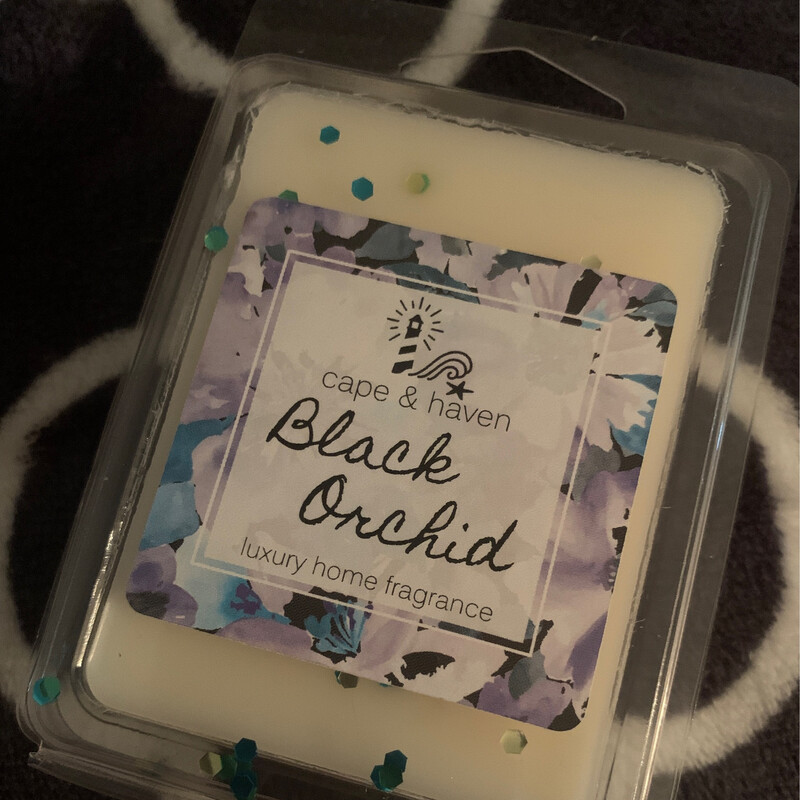 cape & haven
Black
Orchid
luxury home fragrance